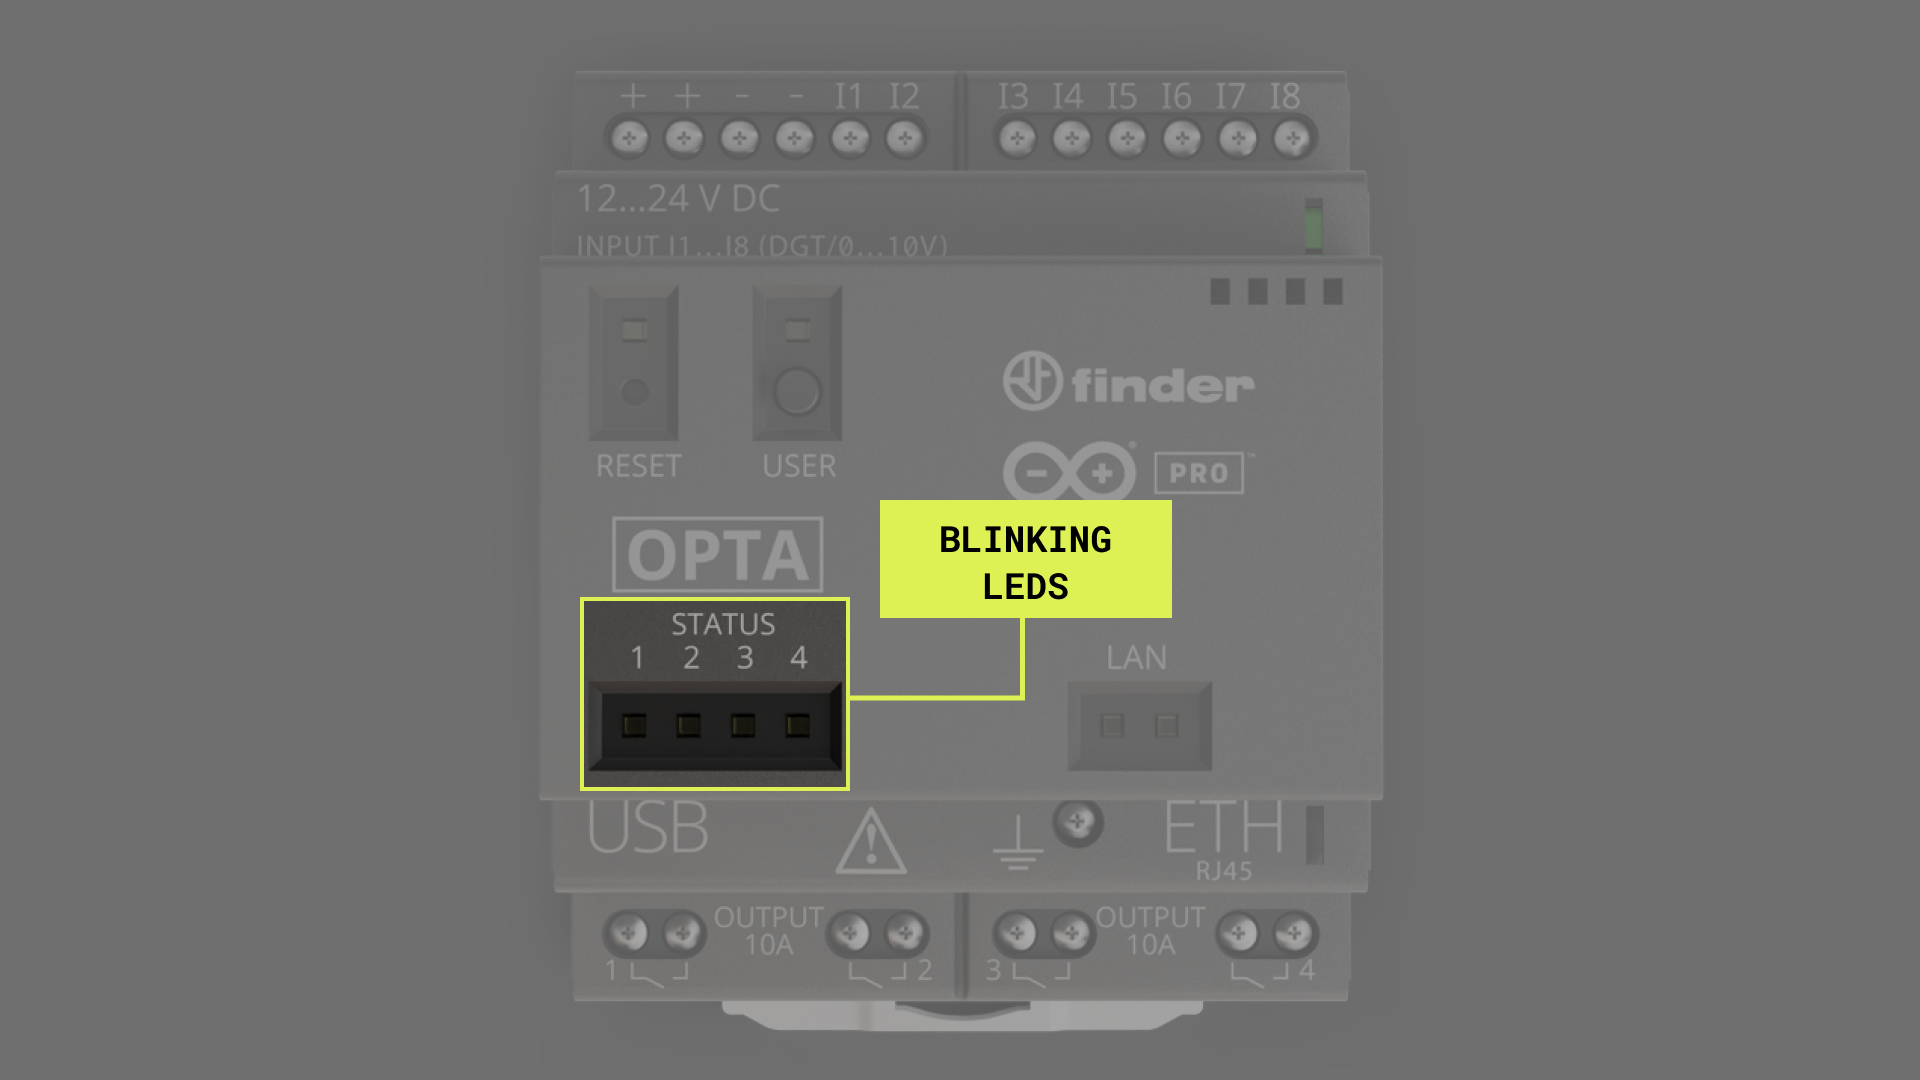 + + - - I1 I2 I3 I4 I5 I6 I7 I8
12...24 V DC
INPUT I1...I8 (DGT/0...10V)
finder
RESET USER
PRO™
OPTA
BLINKING
LEDS
STATUS
1 2 3 4
LAN
USB
ETH
RJ45
OUTPUT
10A
1 2
OUTPUT
10A
3 4